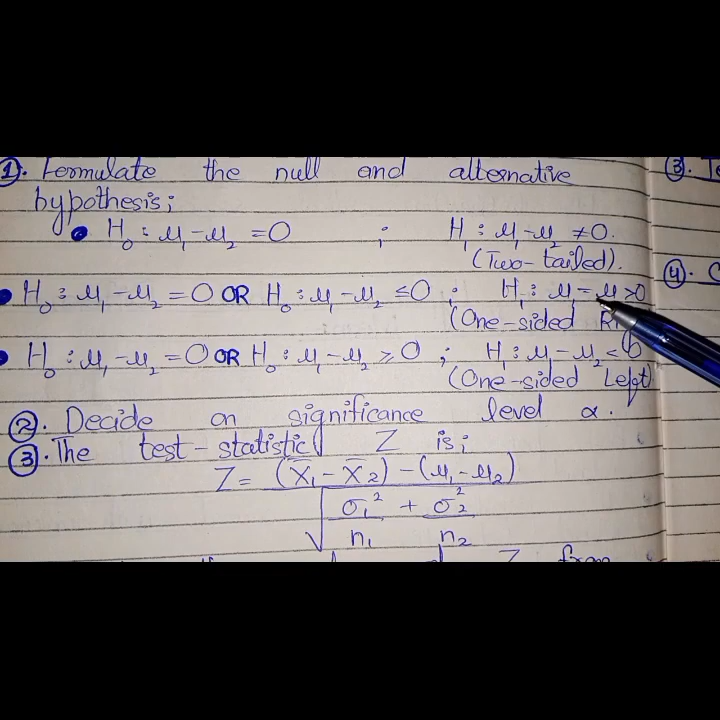 ①. Formulate the null and alternative
hypothesis;
• H₀ : μ₁ - μ₂ = 0 ; H₁ : μ₁ - μ₂ ≠ 0.
(Two-tailed).
• H₀ : μ₁ - μ₂ = 0 OR H₀ : μ₁ - μ₂ ≤ 0 ; H₁ : μ₁ - μ > 0
(One-sided
• H₀ : μ₁ - μ₂ = 0 OR H₀ : μ₁ - μ₂ ≥ 0 ; H₁ : μ₁ - μ₂ < 0
(One-sided Left)
②. Decide on significance level α.
③. The test-statistic Z is;
Z = (X̄₁ - X̄₂) - (μ₁ - μ₂)
√ σ₁² + σ₂²
n₁ n₂
Z from
③.
④.